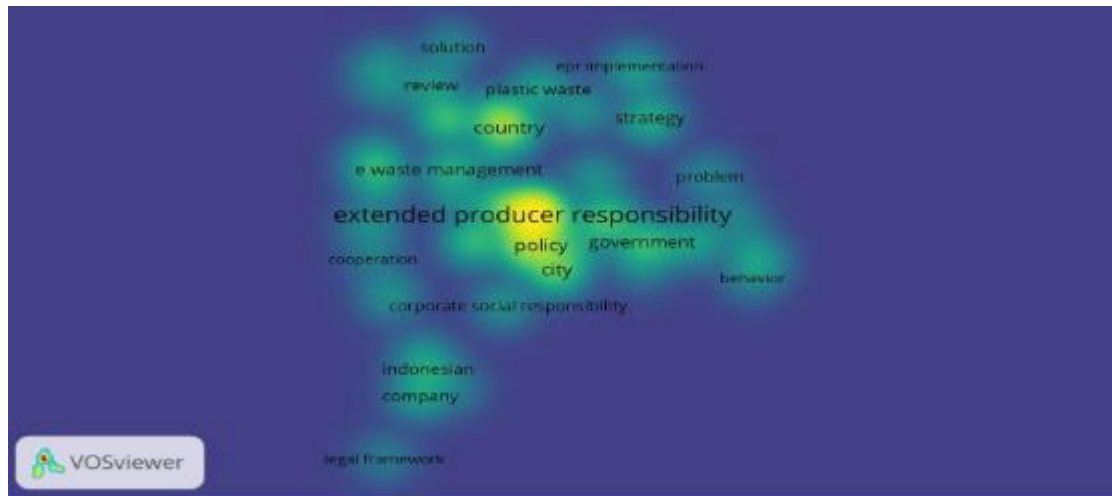 solution
epr implementation
review
plastic waste
country
strategy
e waste management
problem
extended producer responsibility
policy
government
cooperation
city
behavior
corporate social responsibility
indonesian
company
legal framework
VOSviewer